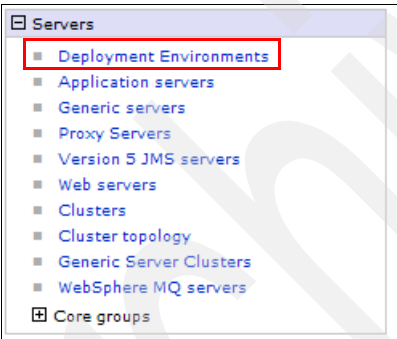 Servers
Deployment Environments
Application servers
Generic servers
Proxy Servers
Version 5 JMS servers
Web servers
Clusters
Cluster topology
Generic Server Clusters
WebSphere MQ servers
Core groups